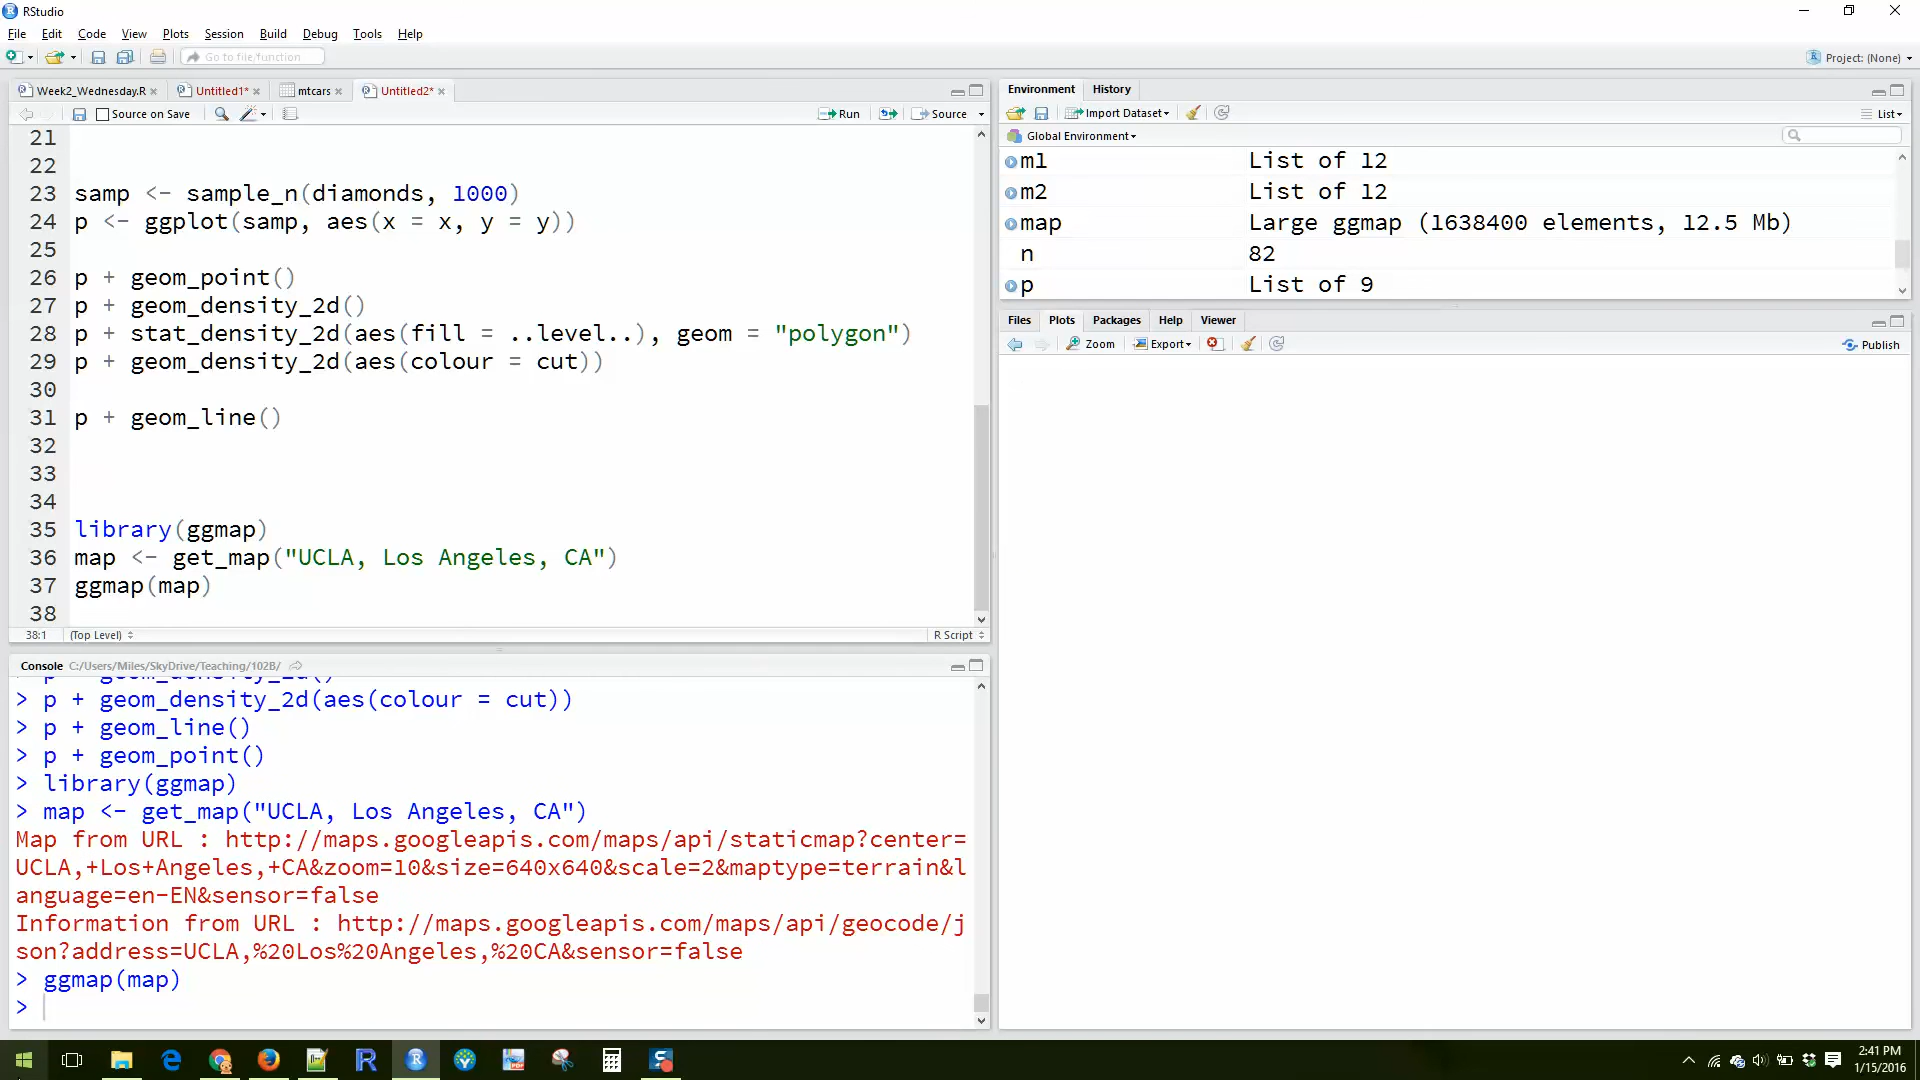 RStudio
File Edit Code View Plots Session Build Debug Tools Help
Go to file/function
Project: (None)
Week2_Wednesday.R
Untitled1*
mtcars
Untitled2*
Source on Save
Run
Source
21
22
23 samp <- sample_n(diamonds, 1000)
24 p <- ggplot(samp, aes(x = x, y = y))
25
26 p + geom_point()
27 p + geom_density_2d()
28 p + stat_density_2d(aes(fill = ..level..), geom = "polygon")
29 p + geom_density_2d(aes(colour = cut))
30
31 p + geom_line()
32
33
34
35 library(ggmap)
36 map <- get_map("UCLA, Los Angeles, CA")
37 ggmap(map)
38
38:1 (Top Level) R Script
Console C:/Users/Miles/SkyDrive/Teaching/102B/
> p + geom_density_2d()
> p + geom_density_2d(aes(colour = cut))
> p + geom_line()
> p + geom_point()
> library(ggmap)
> map <- get_map("UCLA, Los Angeles, CA")
Map from URL : http://maps.googleapis.com/maps/api/staticmap?center=
UCLA,+Los+Angeles,+CA&zoom=10&size=640x640&scale=2&maptype=terrain&l
anguage=en-EN&sensor=false
Information from URL : http://maps.googleapis.com/maps/api/geocode/j
son?address=UCLA,%20Los%20Angeles,%20CA&sensor=false
> ggmap(map)
>
Environment History
Import Dataset
List
Global Environment
m1 List of 12
m2 List of 12
map Large ggmap (1638400 elements, 12.5 Mb)
n 82
p List of 9
Files Plots Packages Help Viewer
Zoom Export Publish
2:41 PM
1/15/2016